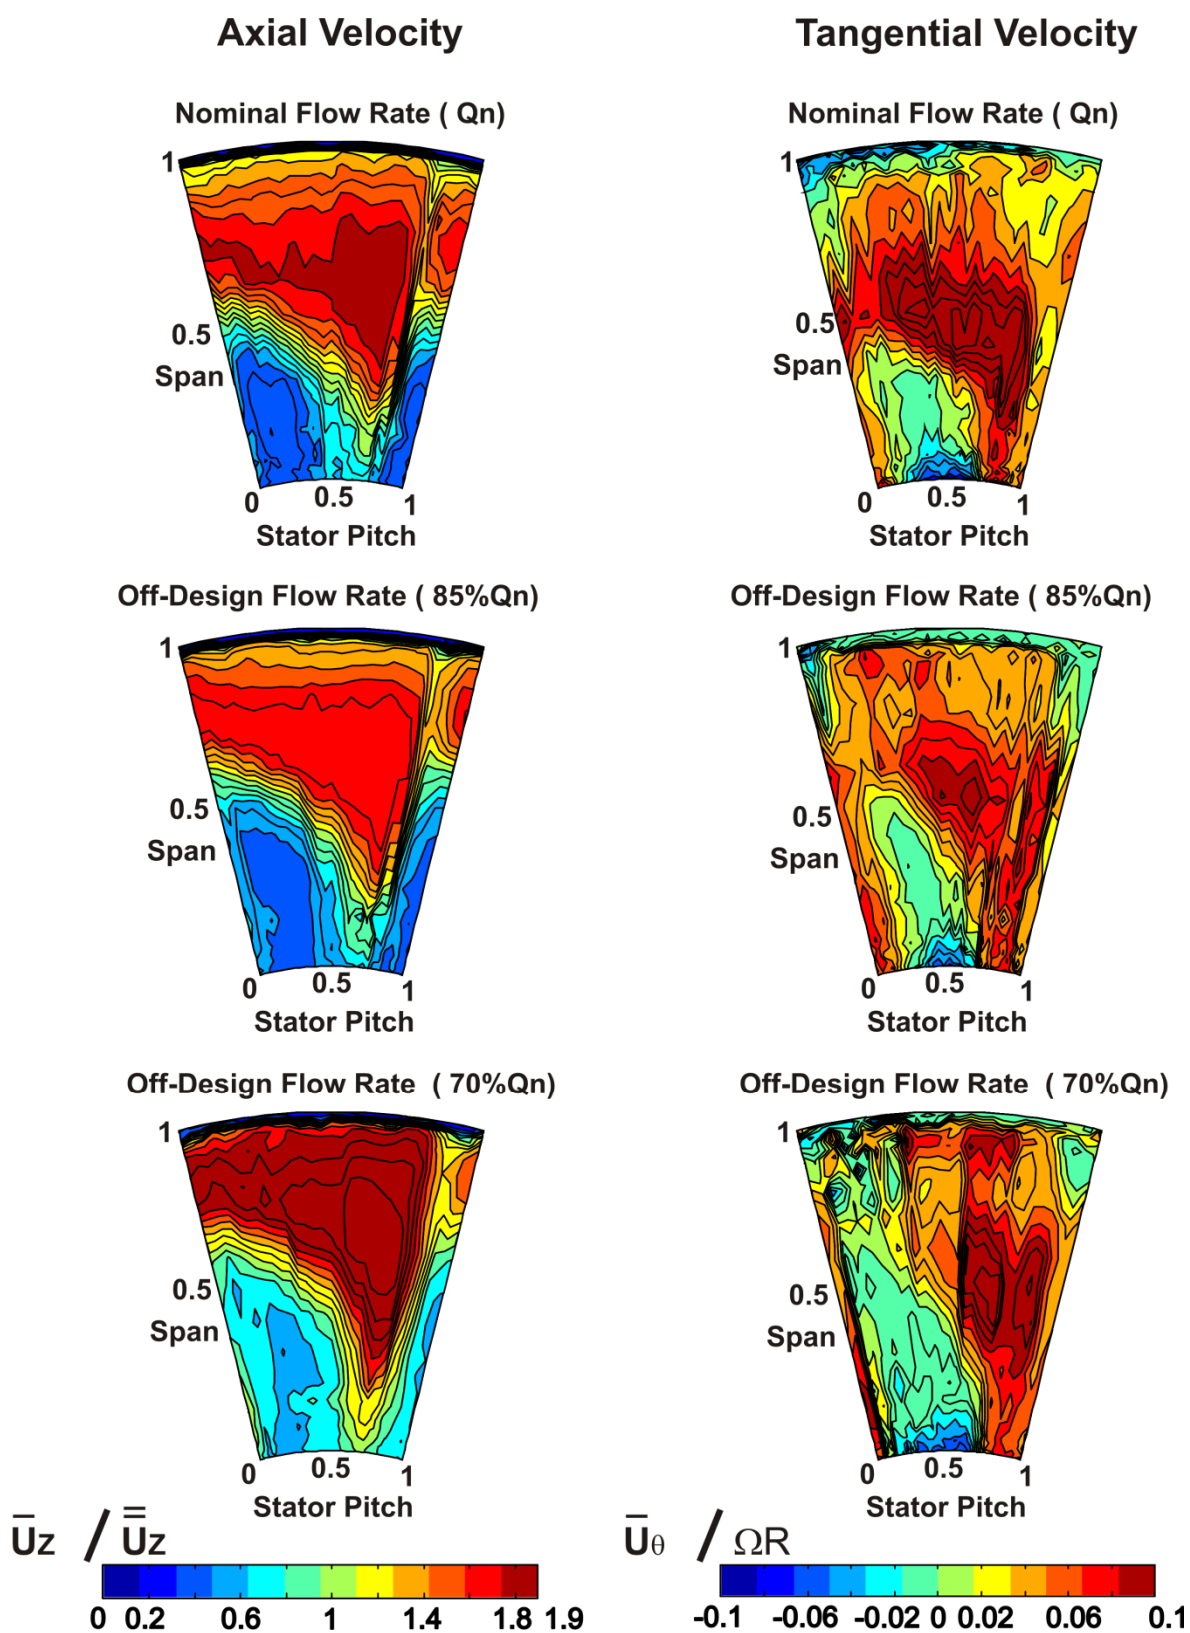 Axial Velocity
Tangential Velocity
Nominal Flow Rate ( Qn)
Nominal Flow Rate ( Qn)
1
1
0.5
0.5
Span
Span
0
0.5
1
0
0.5
1
Stator Pitch
Stator Pitch
Off-Design Flow Rate ( 85%Qn)
Off-Design Flow Rate ( 85%Qn)
1
1
0.5
0.5
Span
Span
0
0.5
1
0
0.5
1
Stator Pitch
Stator Pitch
Off-Design Flow Rate ( 70%Qn)
Off-Design Flow Rate ( 70%Qn)
1
1
0.5
0.5
Span
Span
0
0.5
1
0
0.5
1
Stator Pitch
Stator Pitch
U̅z / U̿z
U̅θ / ΩR
0 0.2 0.6 1 1.4 1.8 1.9
-0.1 -0.06 -0.02 0 0.02 0.06 0.1